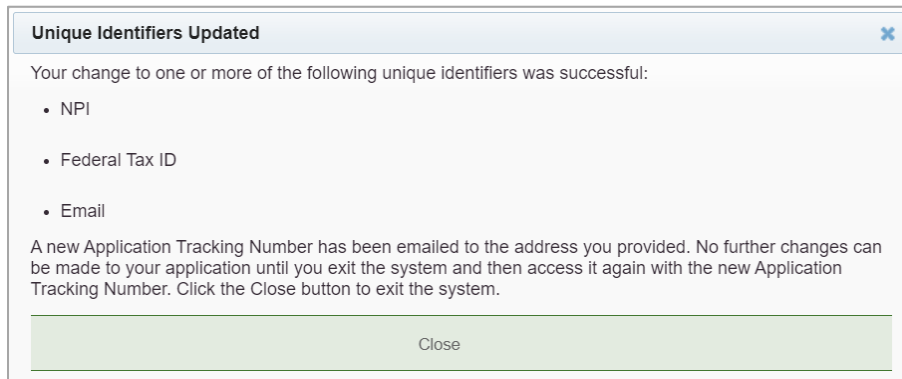 Unique Identifiers Updated
Your change to one or more of the following unique identifiers was successful:
• NPI
• Federal Tax ID
• Email
A new Application Tracking Number has been emailed to the address you provided. No further changes can
be made to your application until you exit the system and then access it again with the new Application
Tracking Number. Click the Close button to exit the system.
Close